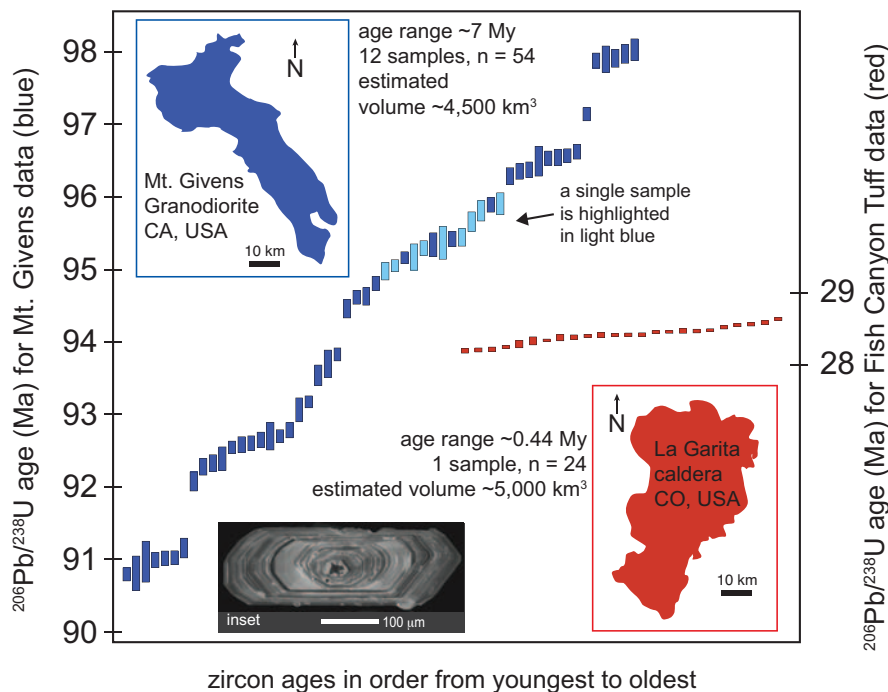 ²⁰⁶Pb/²³⁸U age (Ma) for Mt. Givens data (blue)
98
97
96
95
94
93
92
91
90
N
Mt. Givens
Granodiorite
CA, USA
10 km
age range ~7 My
12 samples, n = 54
estimated
volume ~4,500 km³
a single sample
is highlighted
in light blue
29
28
²⁰⁶Pb/²³⁸U age (Ma) for Fish Canyon Tuff data (red)
age range ~0.44 My
1 sample, n = 24
estimated volume ~5,000 km³
N
La Garita
caldera
CO, USA
10 km
inset
100 µm
zircon ages in order from youngest to oldest